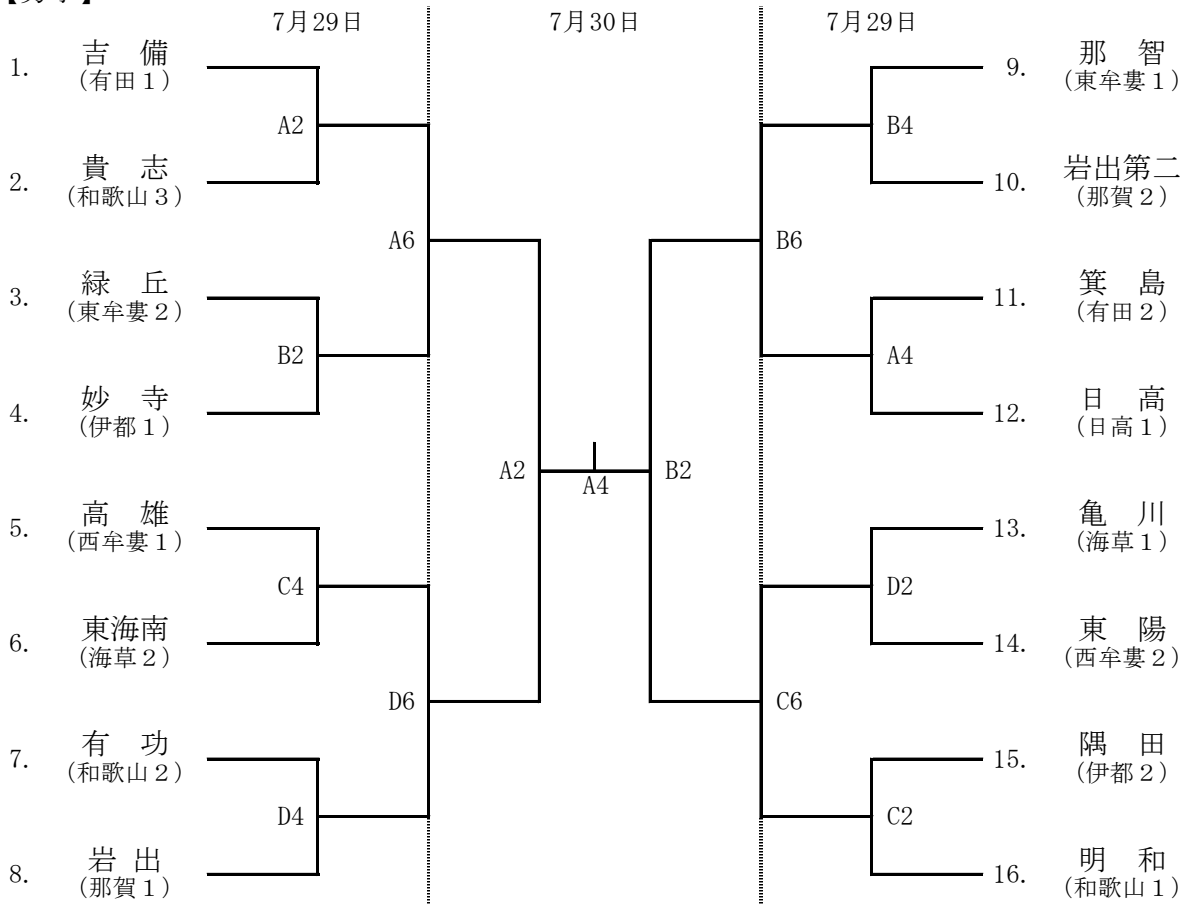 7月29日 7月30日 7月29日
1. 吉 備
(有田1)
A2
2. 貴 志
(和歌山3)
A6
3. 緑 丘
(東牟婁2)
B2
4. 妙 寺
(伊都1)
A2
5. 高 雄
(西牟婁1)
C4
6. 東海南
(海草2)
D6
7. 有 功
(和歌山2)
D4
8. 岩 出
(那賀1)
A4
9. 那 智
(東牟婁1)
B4
10. 岩出第二
(那賀2)
B6
11. 箕 島
(有田2)
A4
12. 日 高
(日高1)
B2
13. 亀 川
(海草1)
D2
14. 東 陽
(西牟婁2)
C6
15. 隅 田
(伊都2)
C2
16. 明 和
(和歌山1)